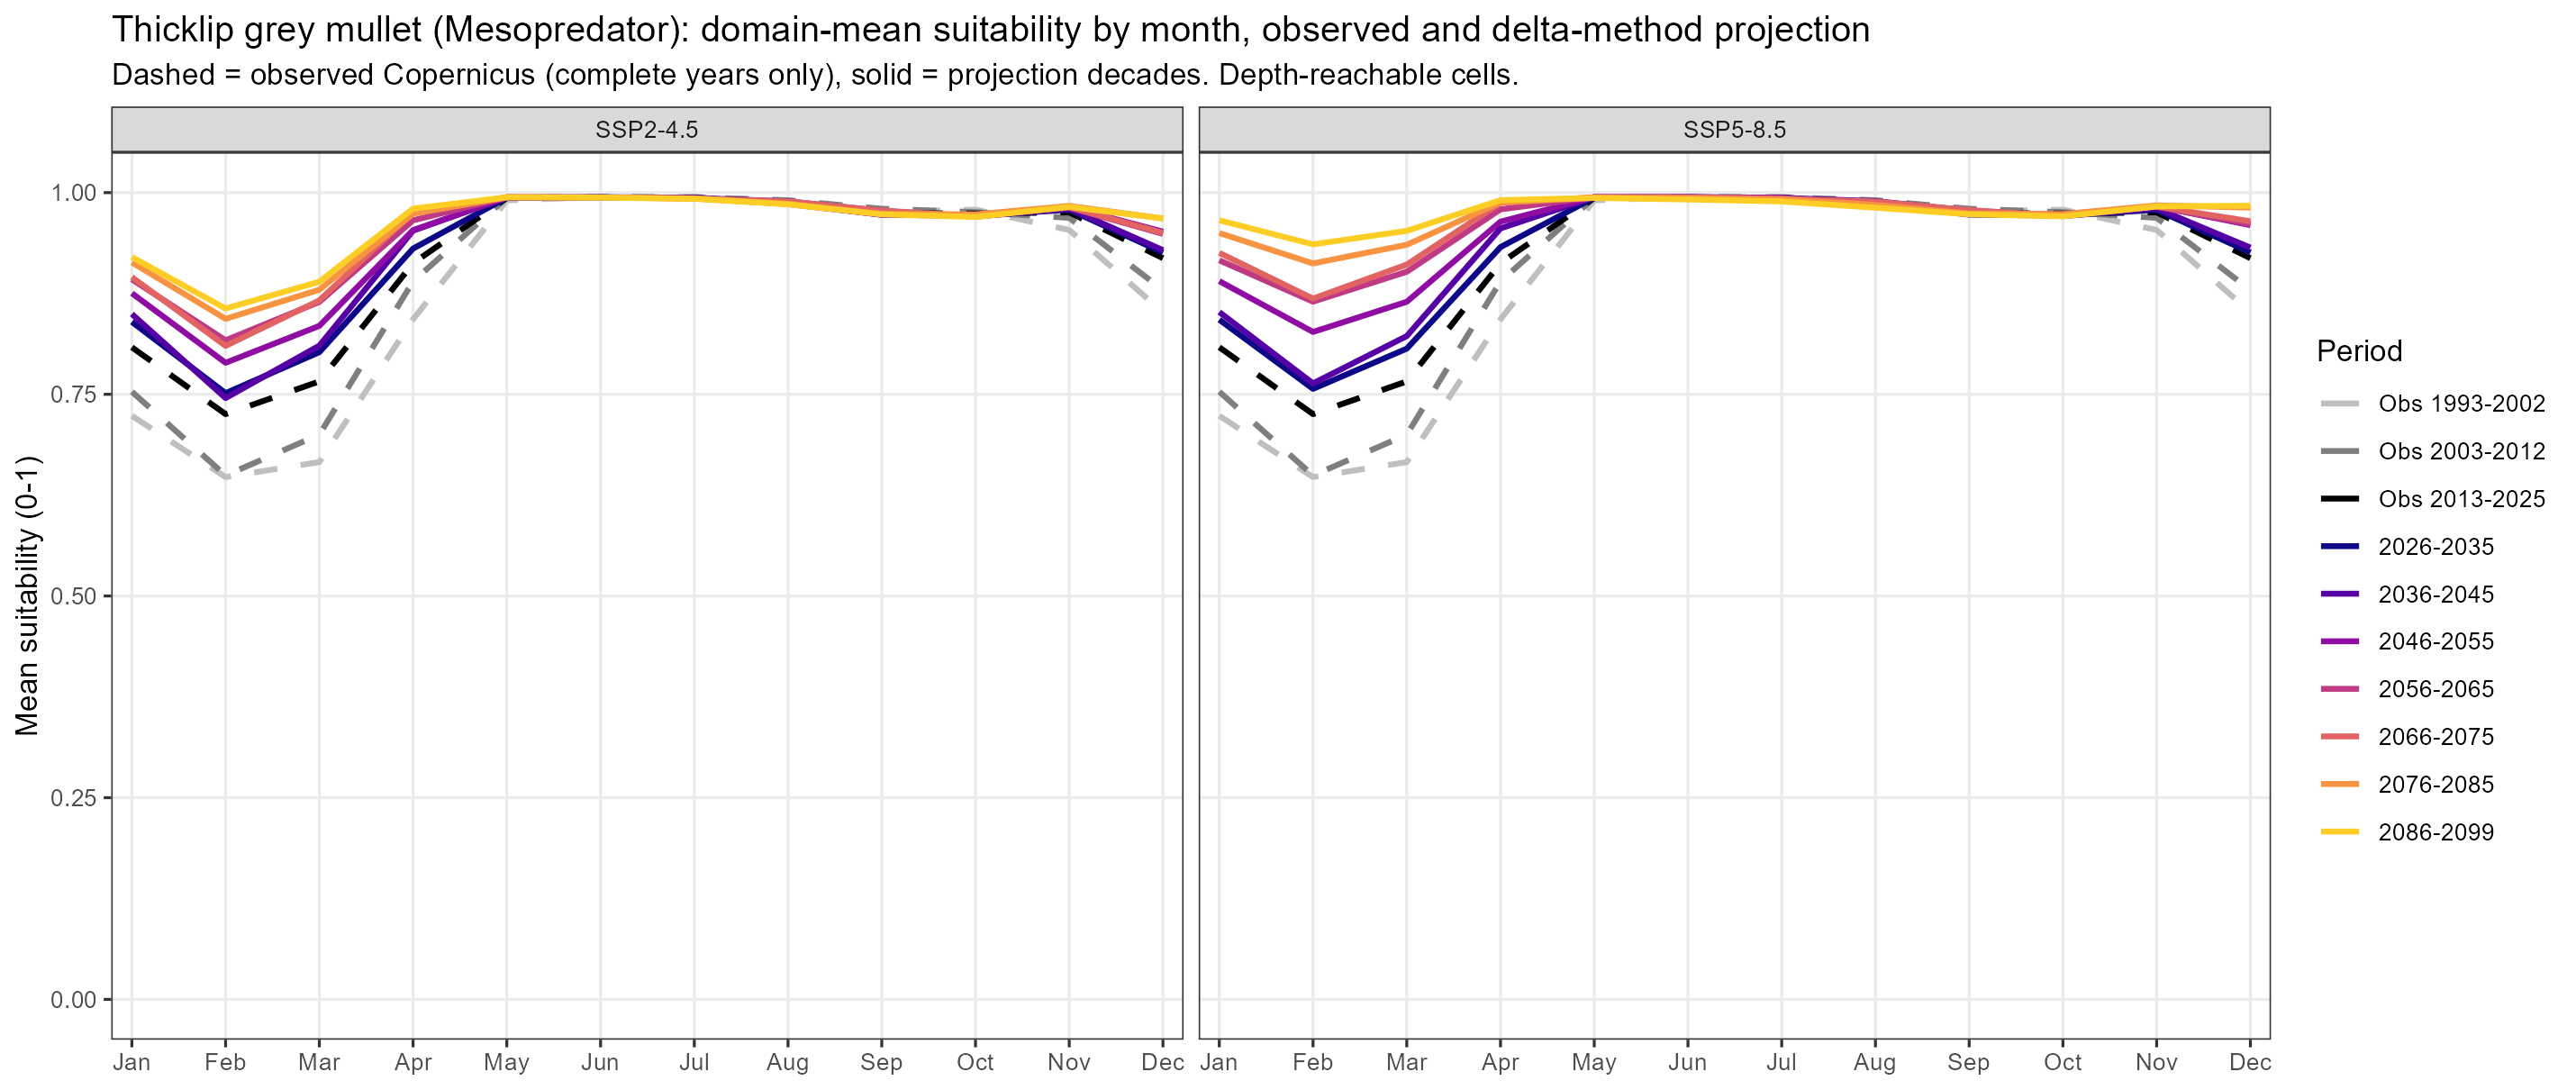 Thicklip grey mullet (Mesopredator): domain-mean suitability by month, observed and delta-method projection
Dashed = observed Copernicus (complete years only), solid = projection decades. Depth-reachable cells.
SSP2-4.5
SSP5-8.5
Mean suitability (0-1)
1.00
0.75
0.50
0.25
0.00
Jan Feb Mar Apr May Jun Jul Aug Sep Oct Nov Dec
Jan Feb Mar Apr May Jun Jul Aug Sep Oct Nov Dec
Period
Obs 1993-2002
Obs 2003-2012
Obs 2013-2025
2026-2035
2036-2045
2046-2055
2056-2065
2066-2075
2076-2085
2086-2099